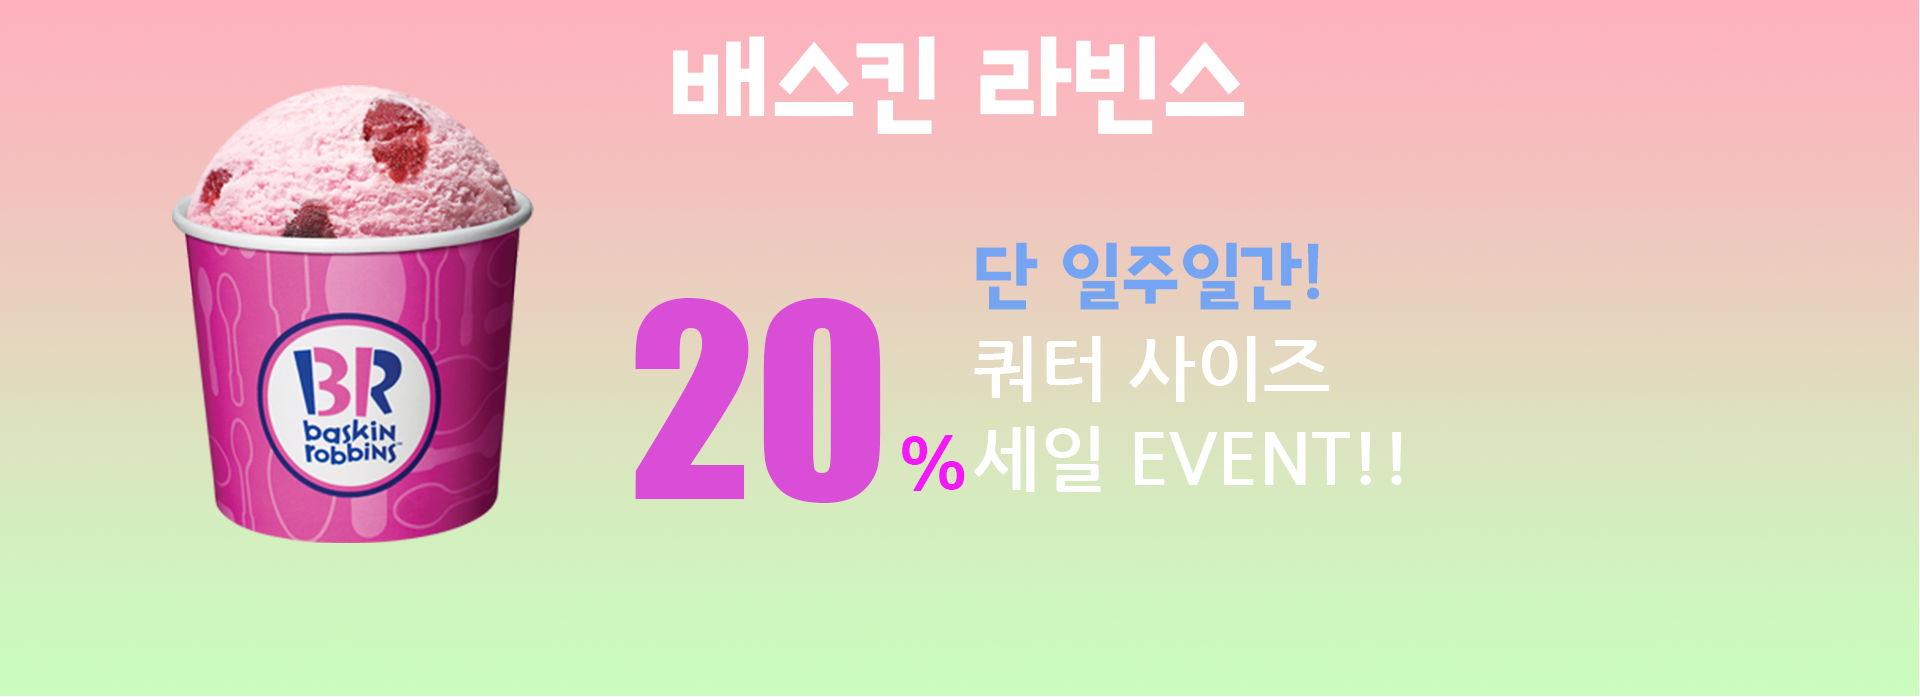 배스킨 라빈스
BR
baskin
robbins™
단 일주일간!
쿼터 사이즈
20 % 세일 EVENT!!